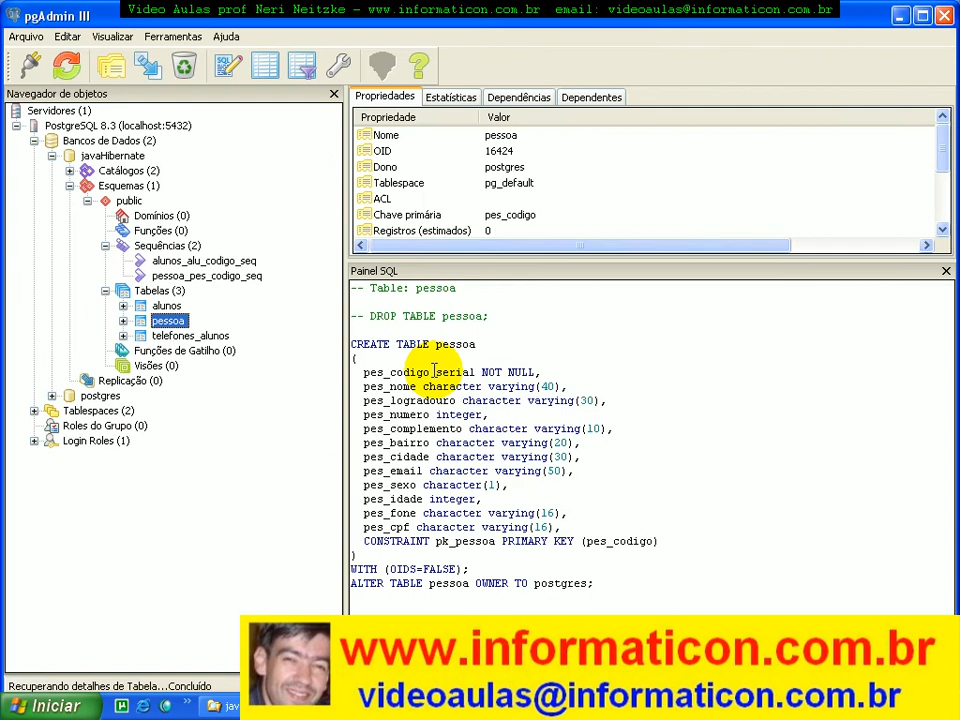 Video Aulas prof Neri Neitzke - www.informaticon.com.br  email: videoaulas@informaticon.com.br
pgAdmin III
Arquivo Editar Visualizar Ferramentas Ajuda
Navegador de objetos
Servidores (1)
PostgreSQL 8.3 (localhost:5432)
Bancos de Dados (2)
javaHibernate
Catálogos (2)
Esquemas (1)
public
Domínios (0)
Funções (0)
Sequências (2)
alunos_alu_codigo_seq
pessoa_pes_codigo_seq
Tabelas (3)
alunos
pessoa
telefones_alunos
Funções de Gatilho (0)
Visões (0)
Replicação (0)
postgres
Tablespaces (2)
Roles do Grupo (0)
Login Roles (1)
Propriedades Estatísticas Dependências Dependentes
Propriedade Valor
Nome pessoa
OID 16424
Dono postgres
Tablespace pg_default
ACL
Chave primária pes_codigo
Registros (estimados) 0
Painel SQL
-- Table: pessoa
-- DROP TABLE pessoa;
CREATE TABLE pessoa
(
pes_codigo serial NOT NULL,
pes_nome character varying(40),
pes_logradouro character varying(30),
pes_numero integer,
pes_complemento character varying(10),
pes_bairro character varying(20),
pes_cidade character varying(30),
pes_email character varying(50),
pes_sexo character(1),
pes_idade integer,
pes_fone character varying(16),
pes_cpf character varying(16),
CONSTRAINT pk_pessoa PRIMARY KEY (pes_codigo)
)
WITH (OIDS=FALSE);
ALTER TABLE pessoa OWNER TO postgres;
www.informaticon.com.br
videoaulas@informaticon.com.br
Recuperando detalhes de Tabela...Concluído
Iniciar